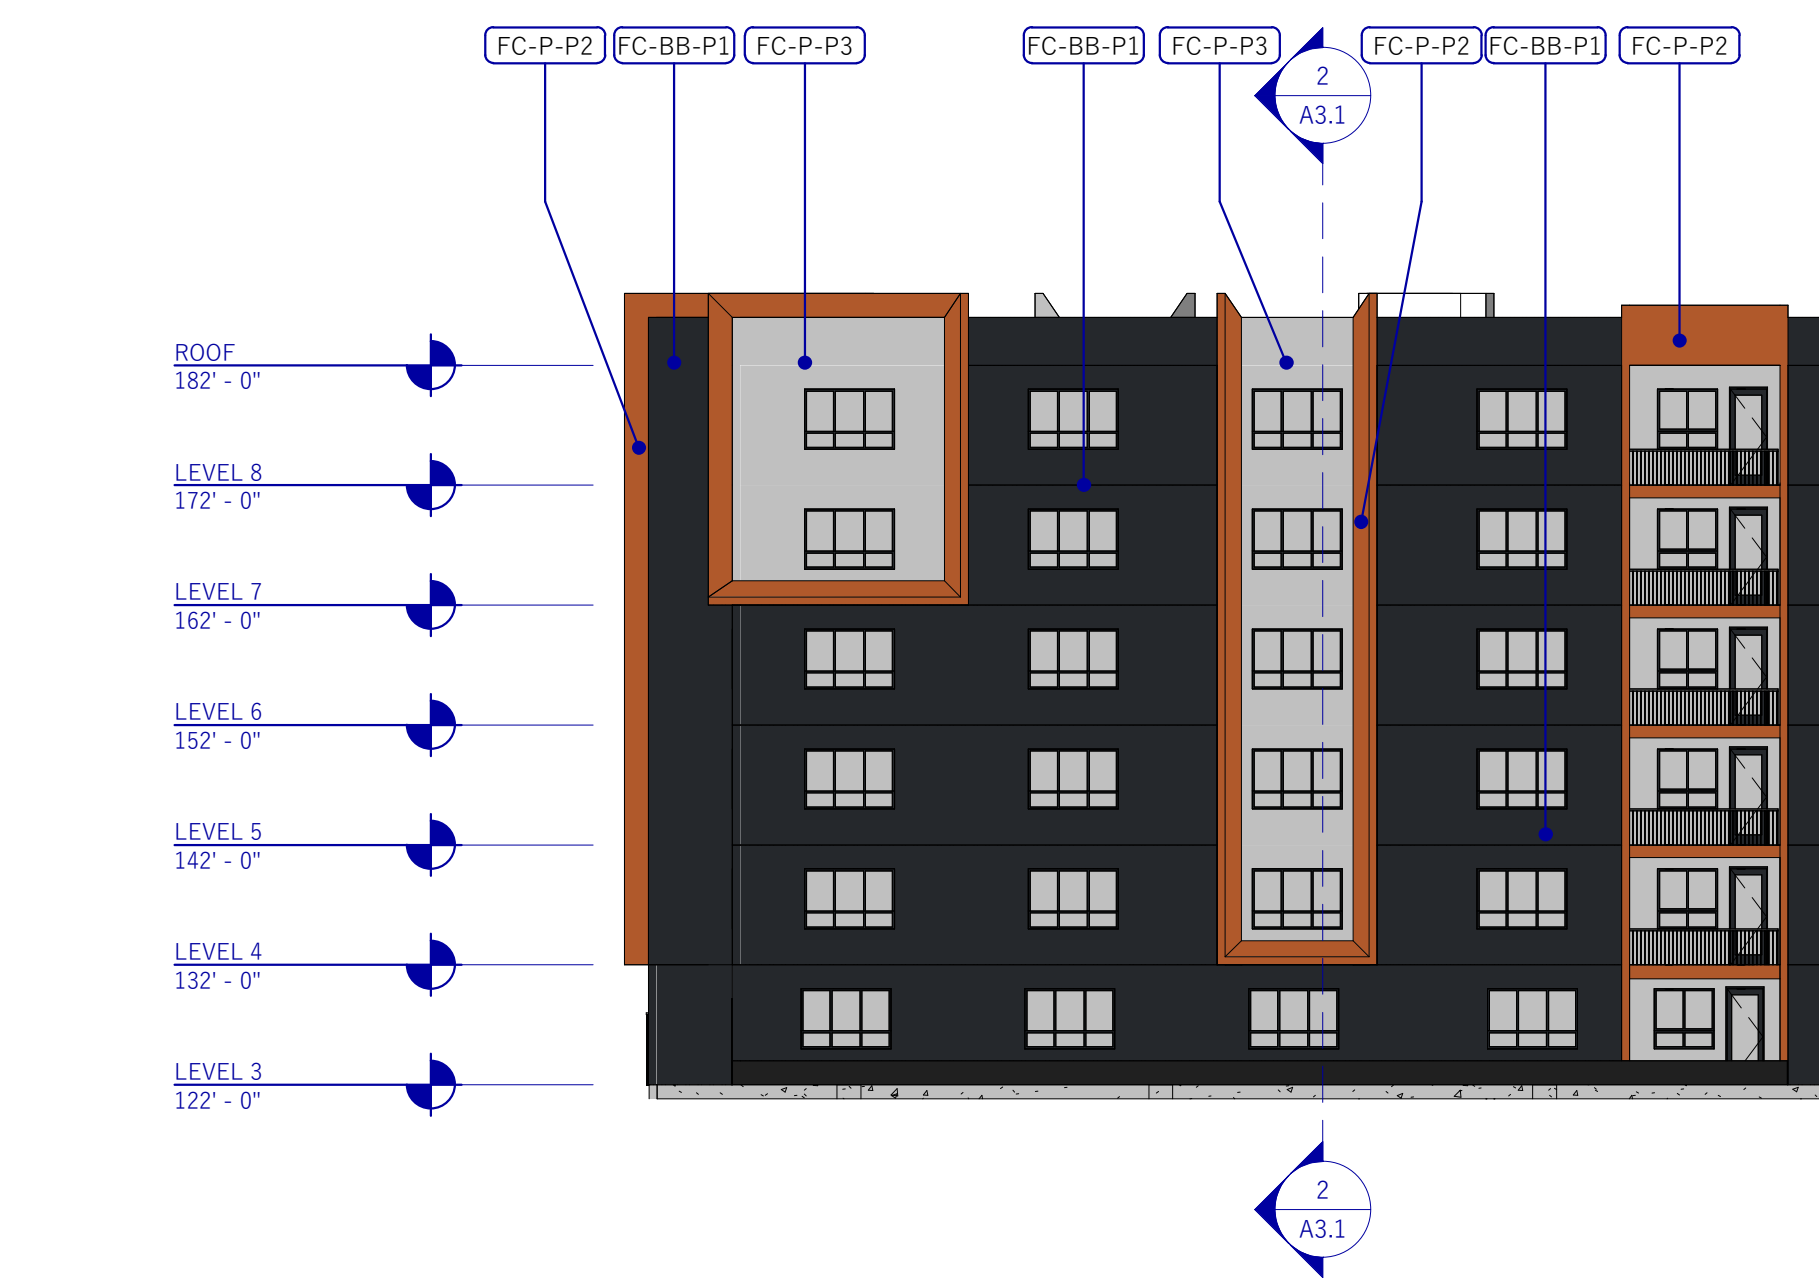 FC-P-P2
FC-BB-P1
FC-P-P3
FC-BB-P1
FC-P-P3
FC-P-P2
FC-BB-P1
FC-P-P2
2
A3.1
ROOF
182' - 0"
LEVEL 8
172' - 0"
LEVEL 7
162' - 0"
LEVEL 6
152' - 0"
LEVEL 5
142' - 0"
LEVEL 4
132' - 0"
LEVEL 3
122' - 0"
2
A3.1